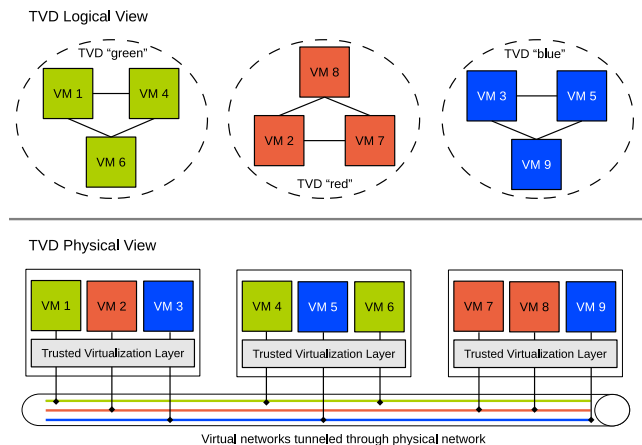 TVD Logical View
TVD “green”
VM 1
VM 4
VM 6
VM 8
VM 2
VM 7
TVD “red”
TVD “blue”
VM 3
VM 5
VM 9
TVD Physical View
VM 1
VM 2
VM 3
Trusted Virtualization Layer
VM 4
VM 5
VM 6
Trusted Virtualization Layer
VM 7
VM 8
VM 9
Trusted Virtualization Layer
Virtual networks tunneled through physical network